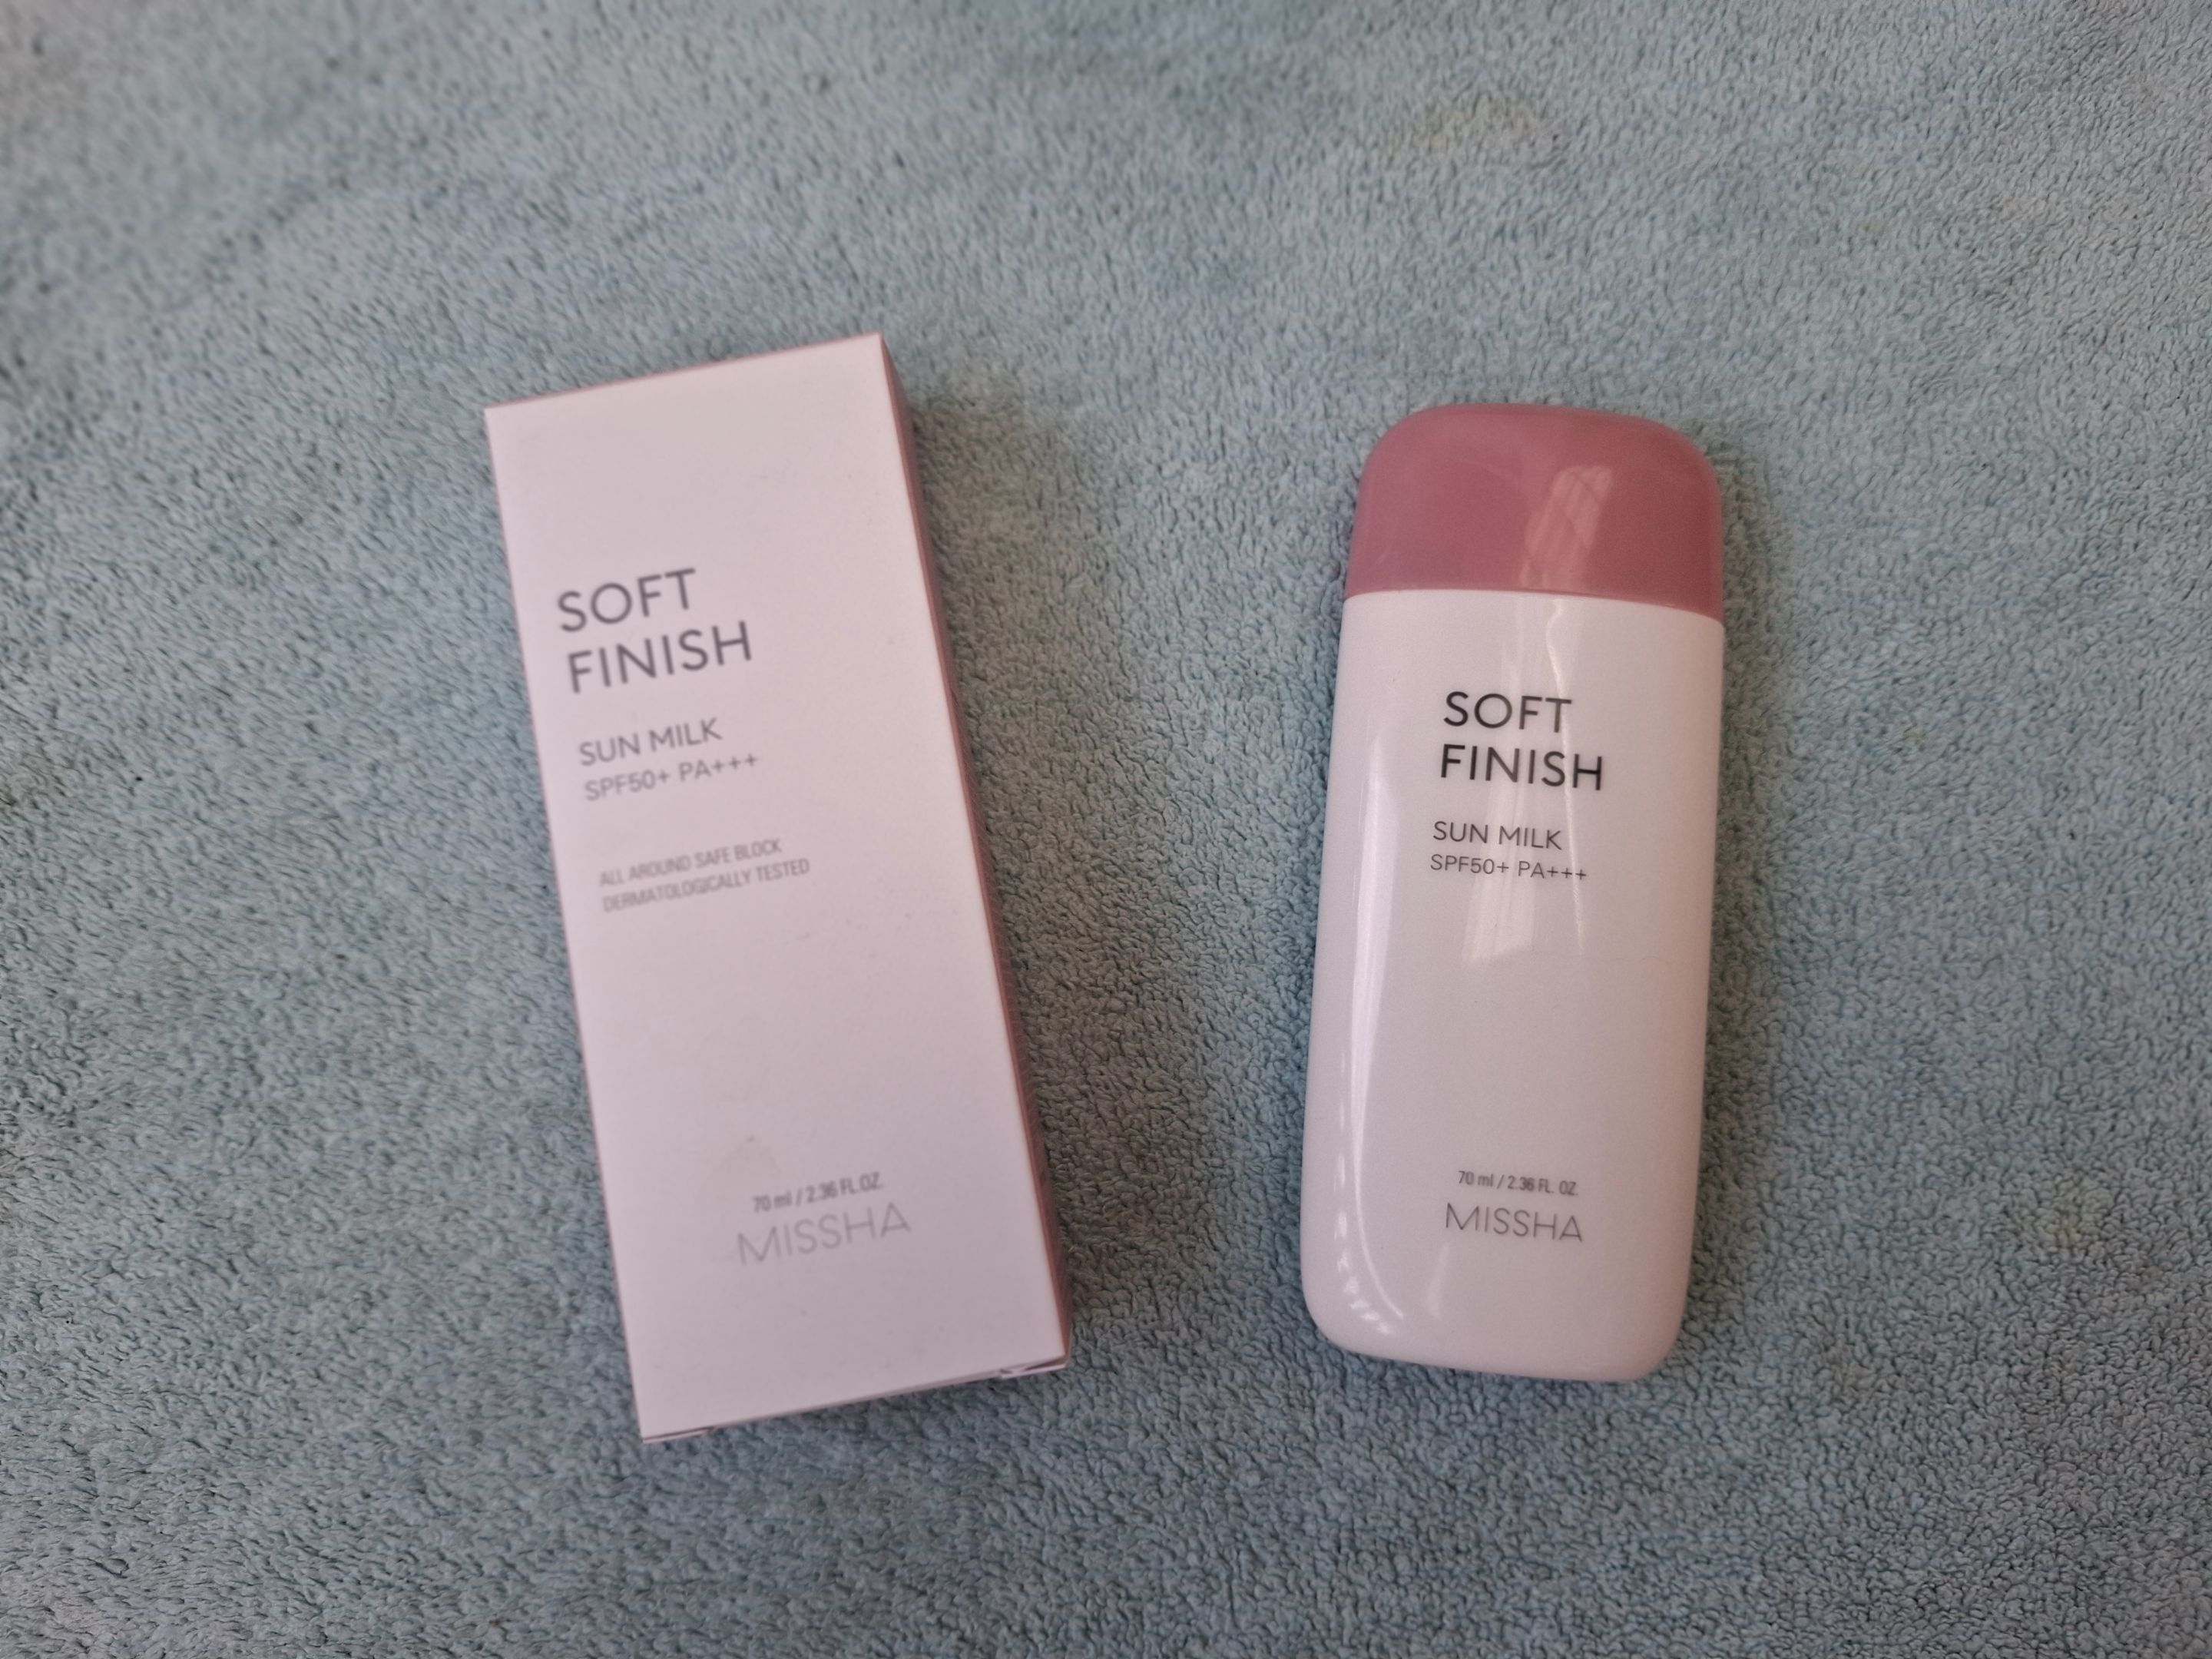 SOFT
FINISH
SUN MILK
SPF50+ PA+++
ALL AROUND SAFE BLOCK
DERMATOLOGICALLY TESTED
70 ml / 2.36 FL. OZ.
MISSHA
SOFT
FINISH
SUN MILK
SPF50+ PA+++
70 ml / 2.36 FL. OZ.
MISSHA